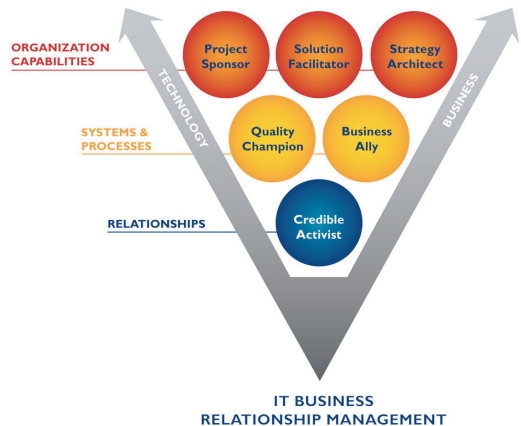 ORGANIZATION
CAPABILITIES
Project
Sponsor
Solution
Facilitator
Strategy
Architect
TECHNOLOGY
BUSINESS
SYSTEMS &
PROCESSES
Quality
Champion
Business
Ally
RELATIONSHIPS
Credible
Activist
IT BUSINESS
RELATIONSHIP MANAGEMENT